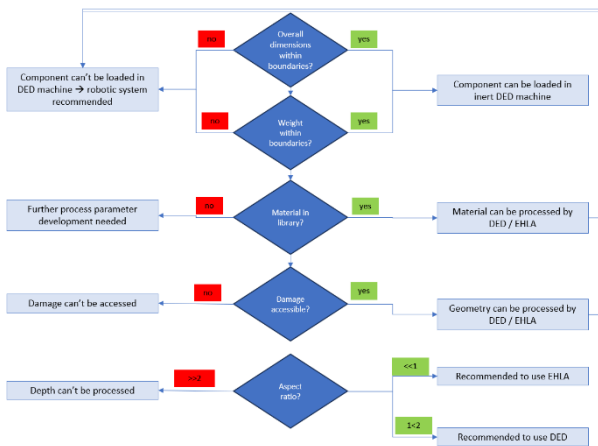 no
Overall
dimensions
within
boundaries?
yes
Component can't be loaded in
DED machine → robotic system
recommended
Component can be loaded in
inert DED machine
no
Weight
within
boundaries?
yes
Further process parameter
development needed
no
Material in
library?
yes
Material can be processed by
DED / EHLA
Damage can't be accessed
no
Damage
accessible?
yes
Geometry can be processed by
DED / EHLA
Depth can't be processed
>>2
Aspect
ratio?
<<1
Recommended to use EHLA
1<2
Recommended to use DED